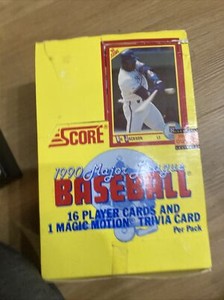 SCORE
1990 Major League
BASEBALL
16 PLAYER CARDS AND
1 MAGIC MOTION TRIVIA CARD
Per Pack